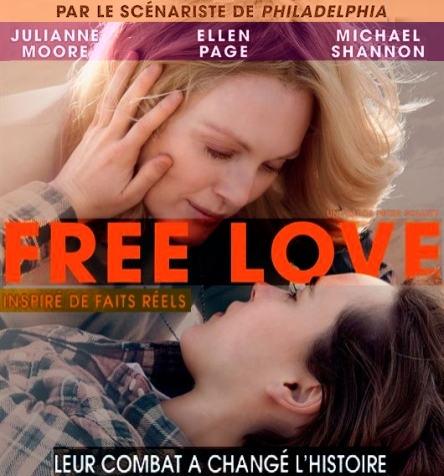 PAR LE SCÉNARISTE DE PHILADELPHIA
JULIANNE MOORE
ELLEN PAGE
MICHAEL SHANNON
FREE LOVE
INSPIRÉ DE FAITS RÉELS
LEUR COMBAT A CHANGÉ L'HISTOIRE